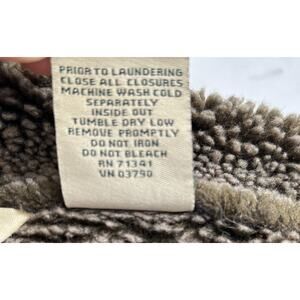 PRIOR TO LAUNDERING
CLOSE ALL CLOSURES
MACHINE WASH COLD
SEPARATELY
INSIDE OUT
TUMBLE DRY LOW
REMOVE PROMPTLY
DO NOT IRON
DO NOT BLEACH
RN 71341
VN 03790